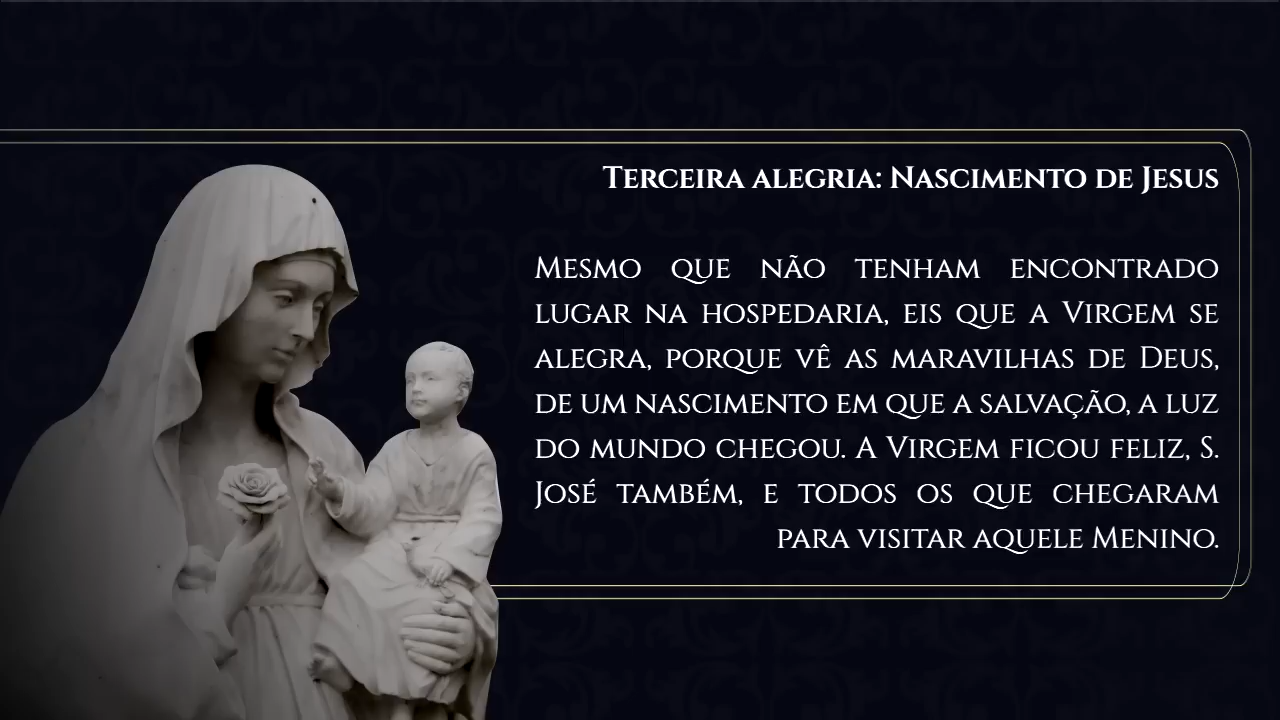 Terceira alegria: Nascimento de Jesus
Mesmo que não tenham encontrado
lugar na hospedaria, eis que a Virgem se
alegra, porque vê as maravilhas de Deus,
de um nascimento em que a salvação, a luz
do mundo chegou. A Virgem ficou feliz, S.
José também, e todos os que chegaram
para visitar aquele Menino.